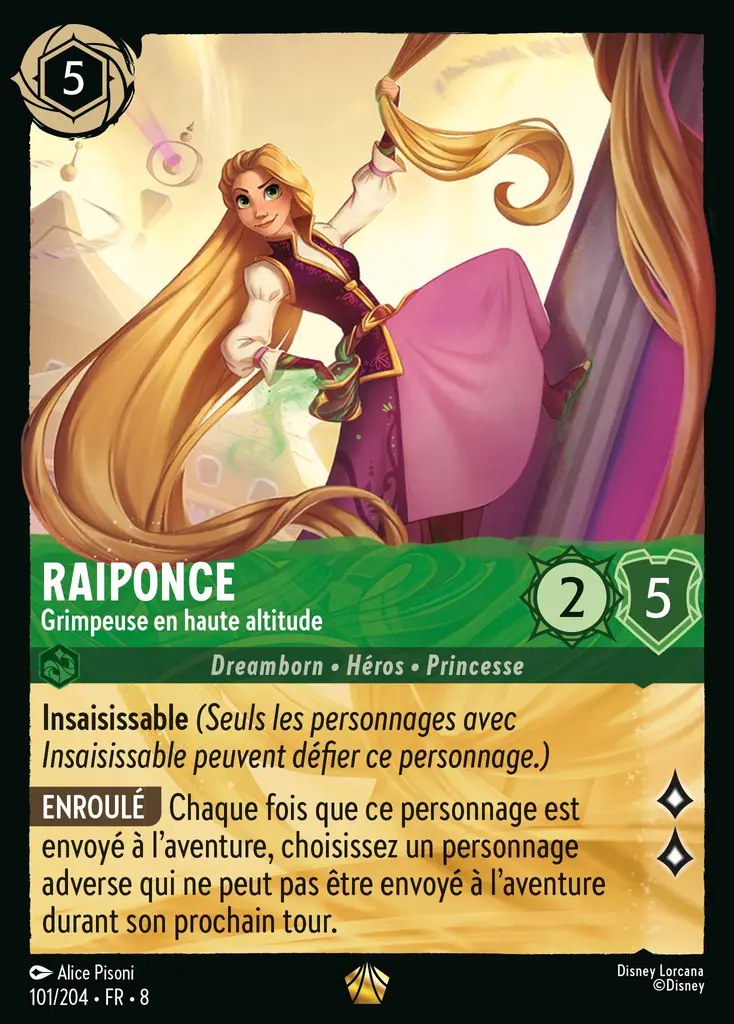 5
RAIPONCE
Grimpeuse en haute altitude
2
5
Dreamborn • Héros • Princesse
Insaisissable (Seuls les personnages avec
Insaisissable peuvent défier ce personnage.)
ENROULÉ Chaque fois que ce personnage est
envoyé à l’aventure, choisissez un personnage
adverse qui ne peut pas être envoyé à l’aventure
durant son prochain tour.
Alice Pisoni
101/204 • FR • 8
Disney Lorcana
©Disney